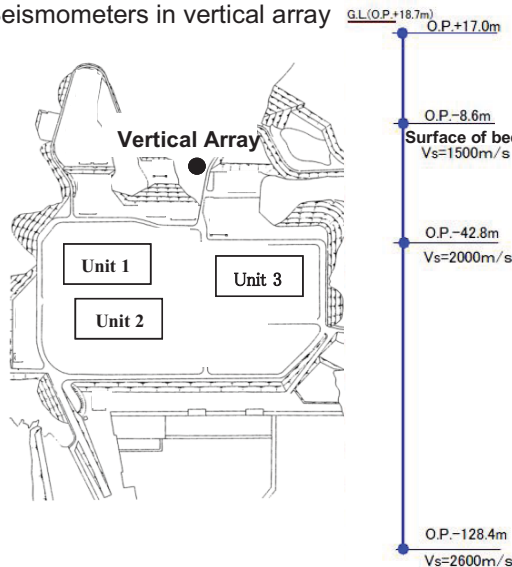 eismometers in vertical array
G.L.(O.P.+18.7m)
O.P.+17.0m
O.P.-8.6m
Surface of bec
Vs=1500m/s
O.P.-42.8m
Vs=2000m/s
O.P.-128.4m
Vs=2600m/s
Vertical Array
Unit 1
Unit 2
Unit 3